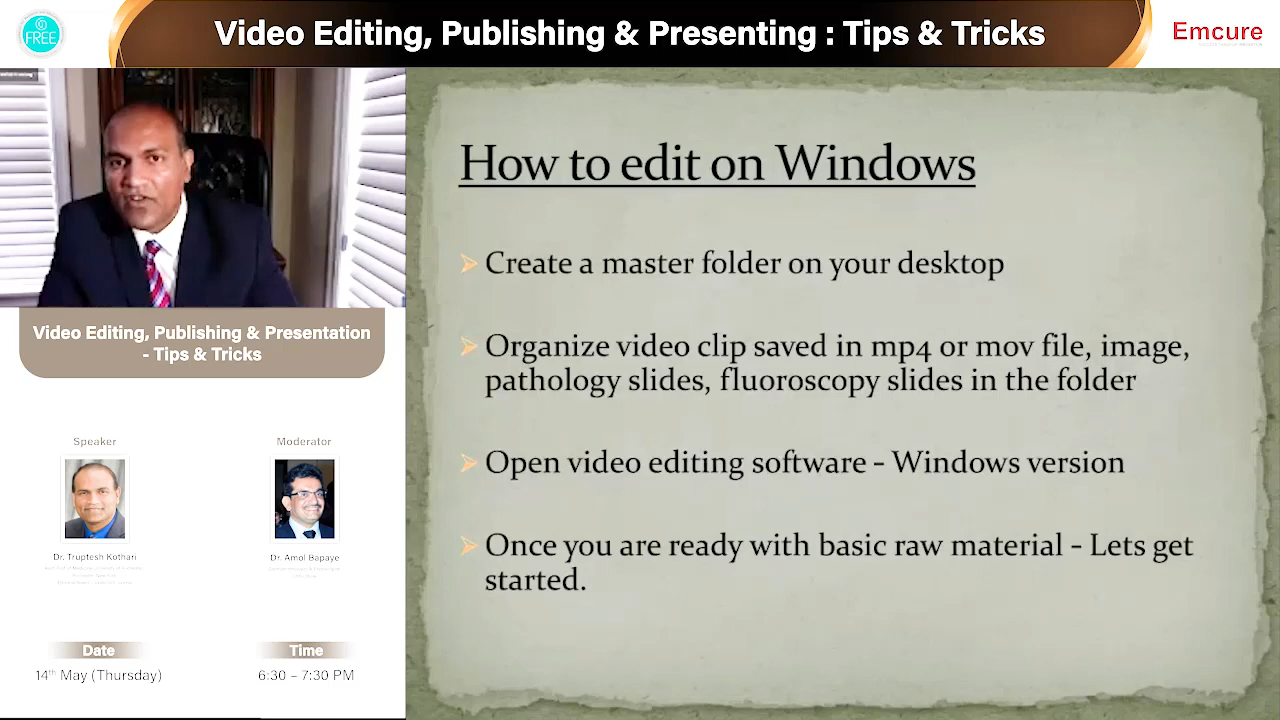 FREE
Video Editing, Publishing & Presenting : Tips & Tricks
Emcure
Video Editing, Publishing & Presentation
- Tips & Tricks
Speaker
Moderator
Dr. Truptesh Kothari
Dr. Amol Bapaye
Date
Time
14th May (Thursday)
6:30 – 7:30 PM
How to edit on Windows
Create a master folder on your desktop
Organize video clip saved in mp4 or mov file, image,
pathology slides, fluoroscopy slides in the folder
Open video editing software - Windows version
Once you are ready with basic raw material - Lets get
started.